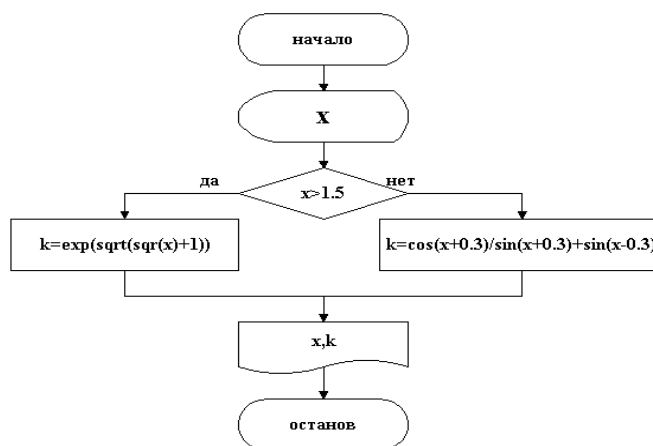 начало
X
да
x>1.5
нет
k=exp(sqrt(sqr(x)+1))
k=cos(x+0.3)/sin(x+0.3)+sin(x-0.3)
x,k
останов